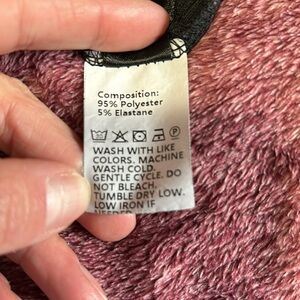 Composition:
95% Polyester
5% Elastane
WASH WITH LIKE
COLORS. MACHINE
WASH COLD.
GENTLE CYCLE. DO
NOT BLEACH.
TUMBLE DRY LOW.
LOW IRON IF
NEEDED